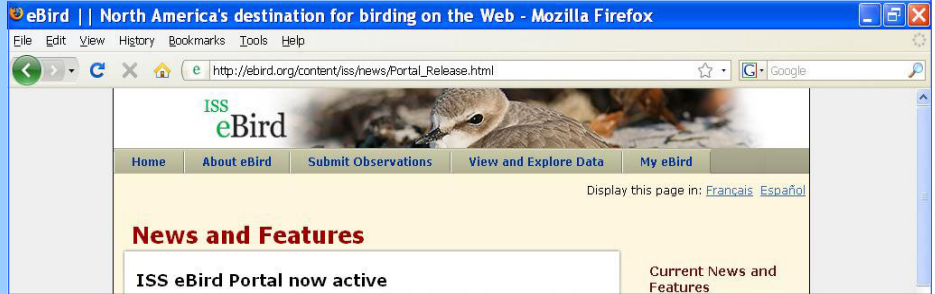 eBird || North America's destination for birding on the Web - Mozilla Firefox
File Edit View History Bookmarks Tools Help
e http://ebird.org/content/iss/news/Portal_Release.html G Google
ISS
eBird
Home About eBird Submit Observations View and Explore Data My eBird
Display this page in: Français Español
News and Features
ISS eBird Portal now active
Current News and
Features